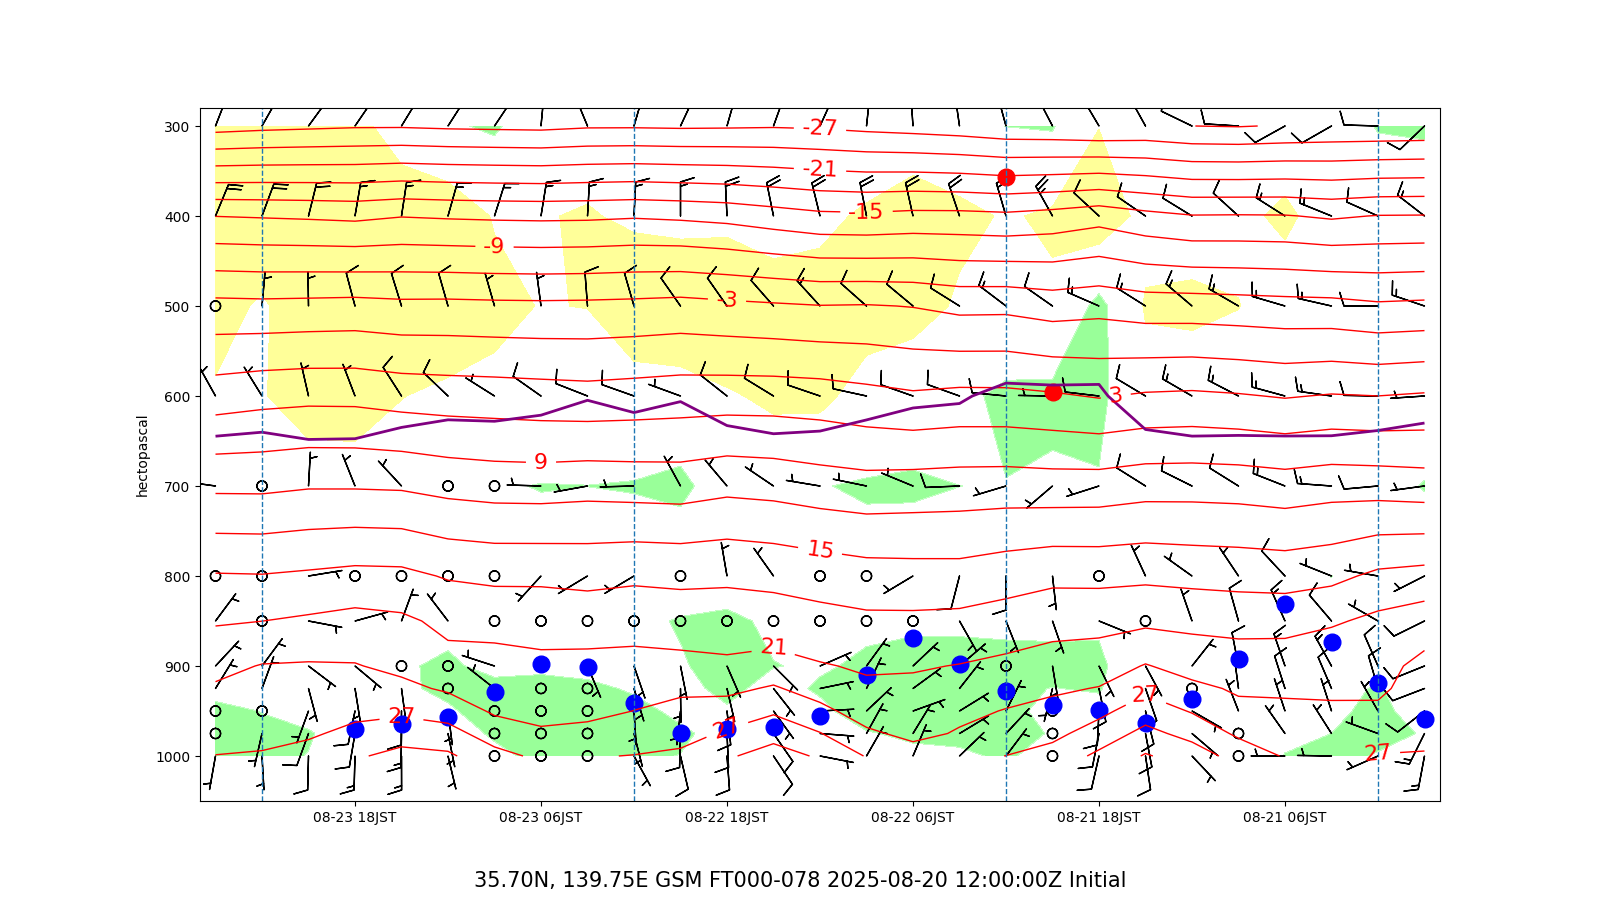 300
400
500
600
700
800
900
1000
hectopascal
-27
-21
-15
-9
-3
3
9
15
21
27
27
27
27
08-23 18JST
08-23 06JST
08-22 18JST
08-22 06JST
08-21 18JST
08-21 06JST
35.70N, 139.75E GSM FT000-078 2025-08-20 12:00:00Z Initial